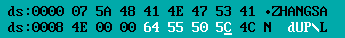 ds:0000 07 5A 48 41 4E 47 53 41 •ZHANGSA
ds:0008 4E 00 00 64 55 50 5C 4C N  dUP\L